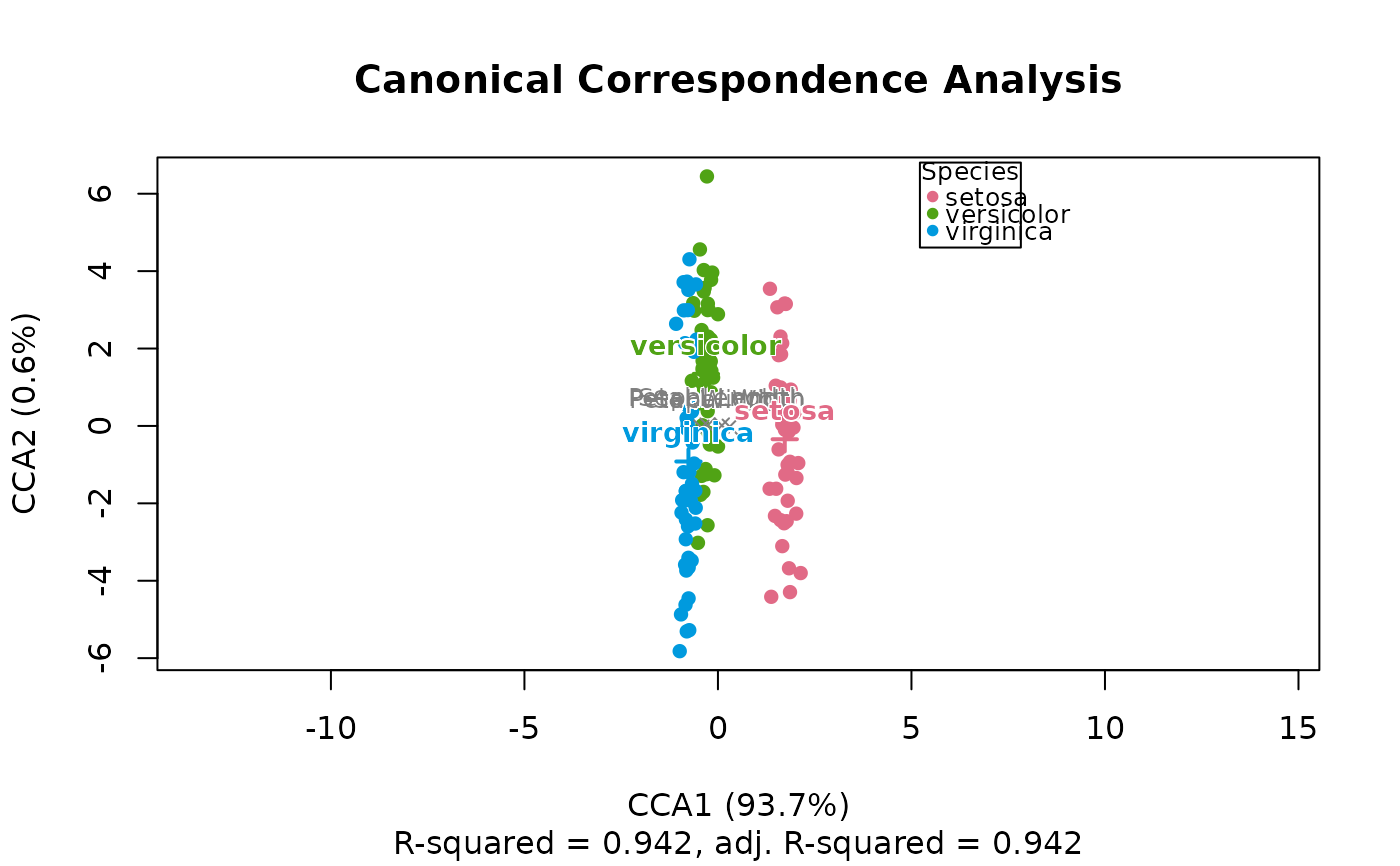 Canonical Correspondence Analysis
Species
setosa
versicolor
virginica
6
4
2
0
-2
-4
-6
CCA2 (0.6%)
versicolor
setosa
virginica
-10
-5
0
5
10
15
CCA1 (93.7%)
R-squared = 0.942, adj. R-squared = 0.942